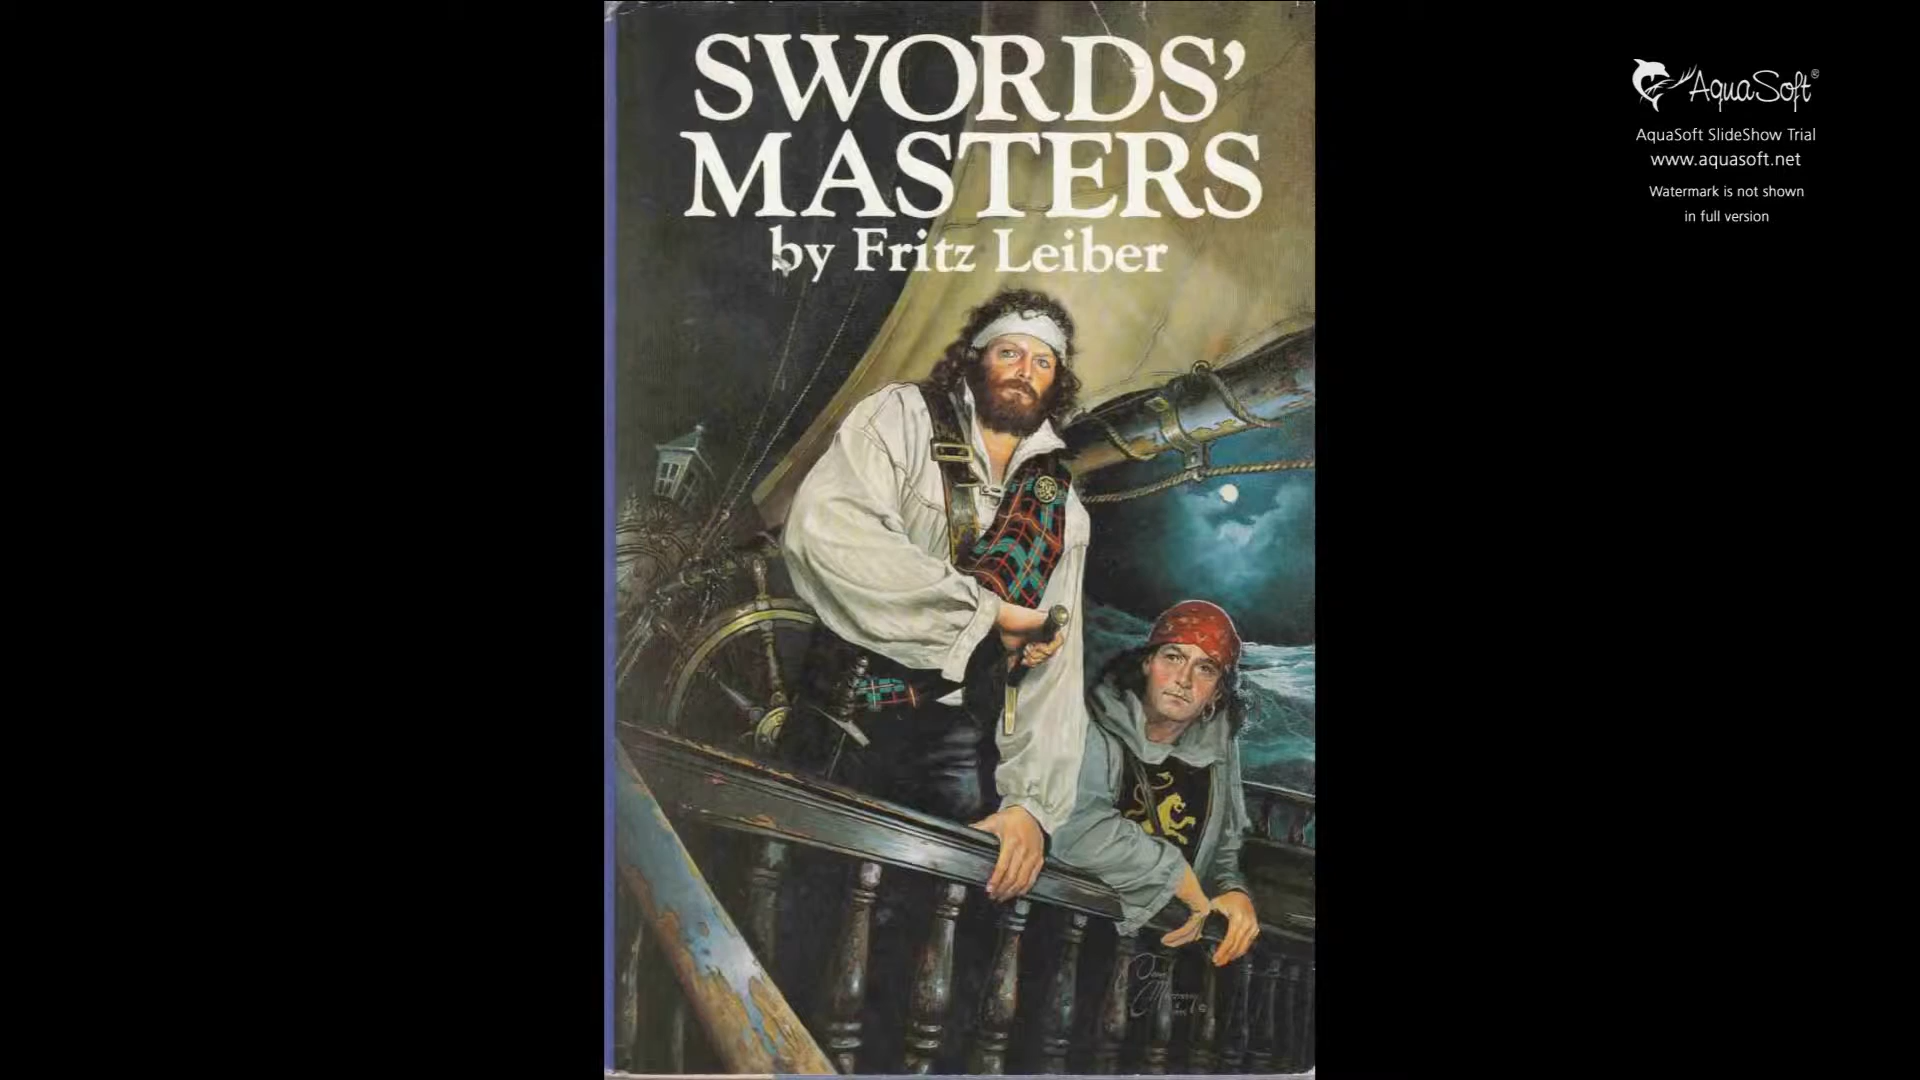 SWORDS'
MASTERS
by Fritz Leiber
AquaSoft®
AquaSoft SlideShow Trial
www.aquasoft.net
Watermark is not shown
in full version